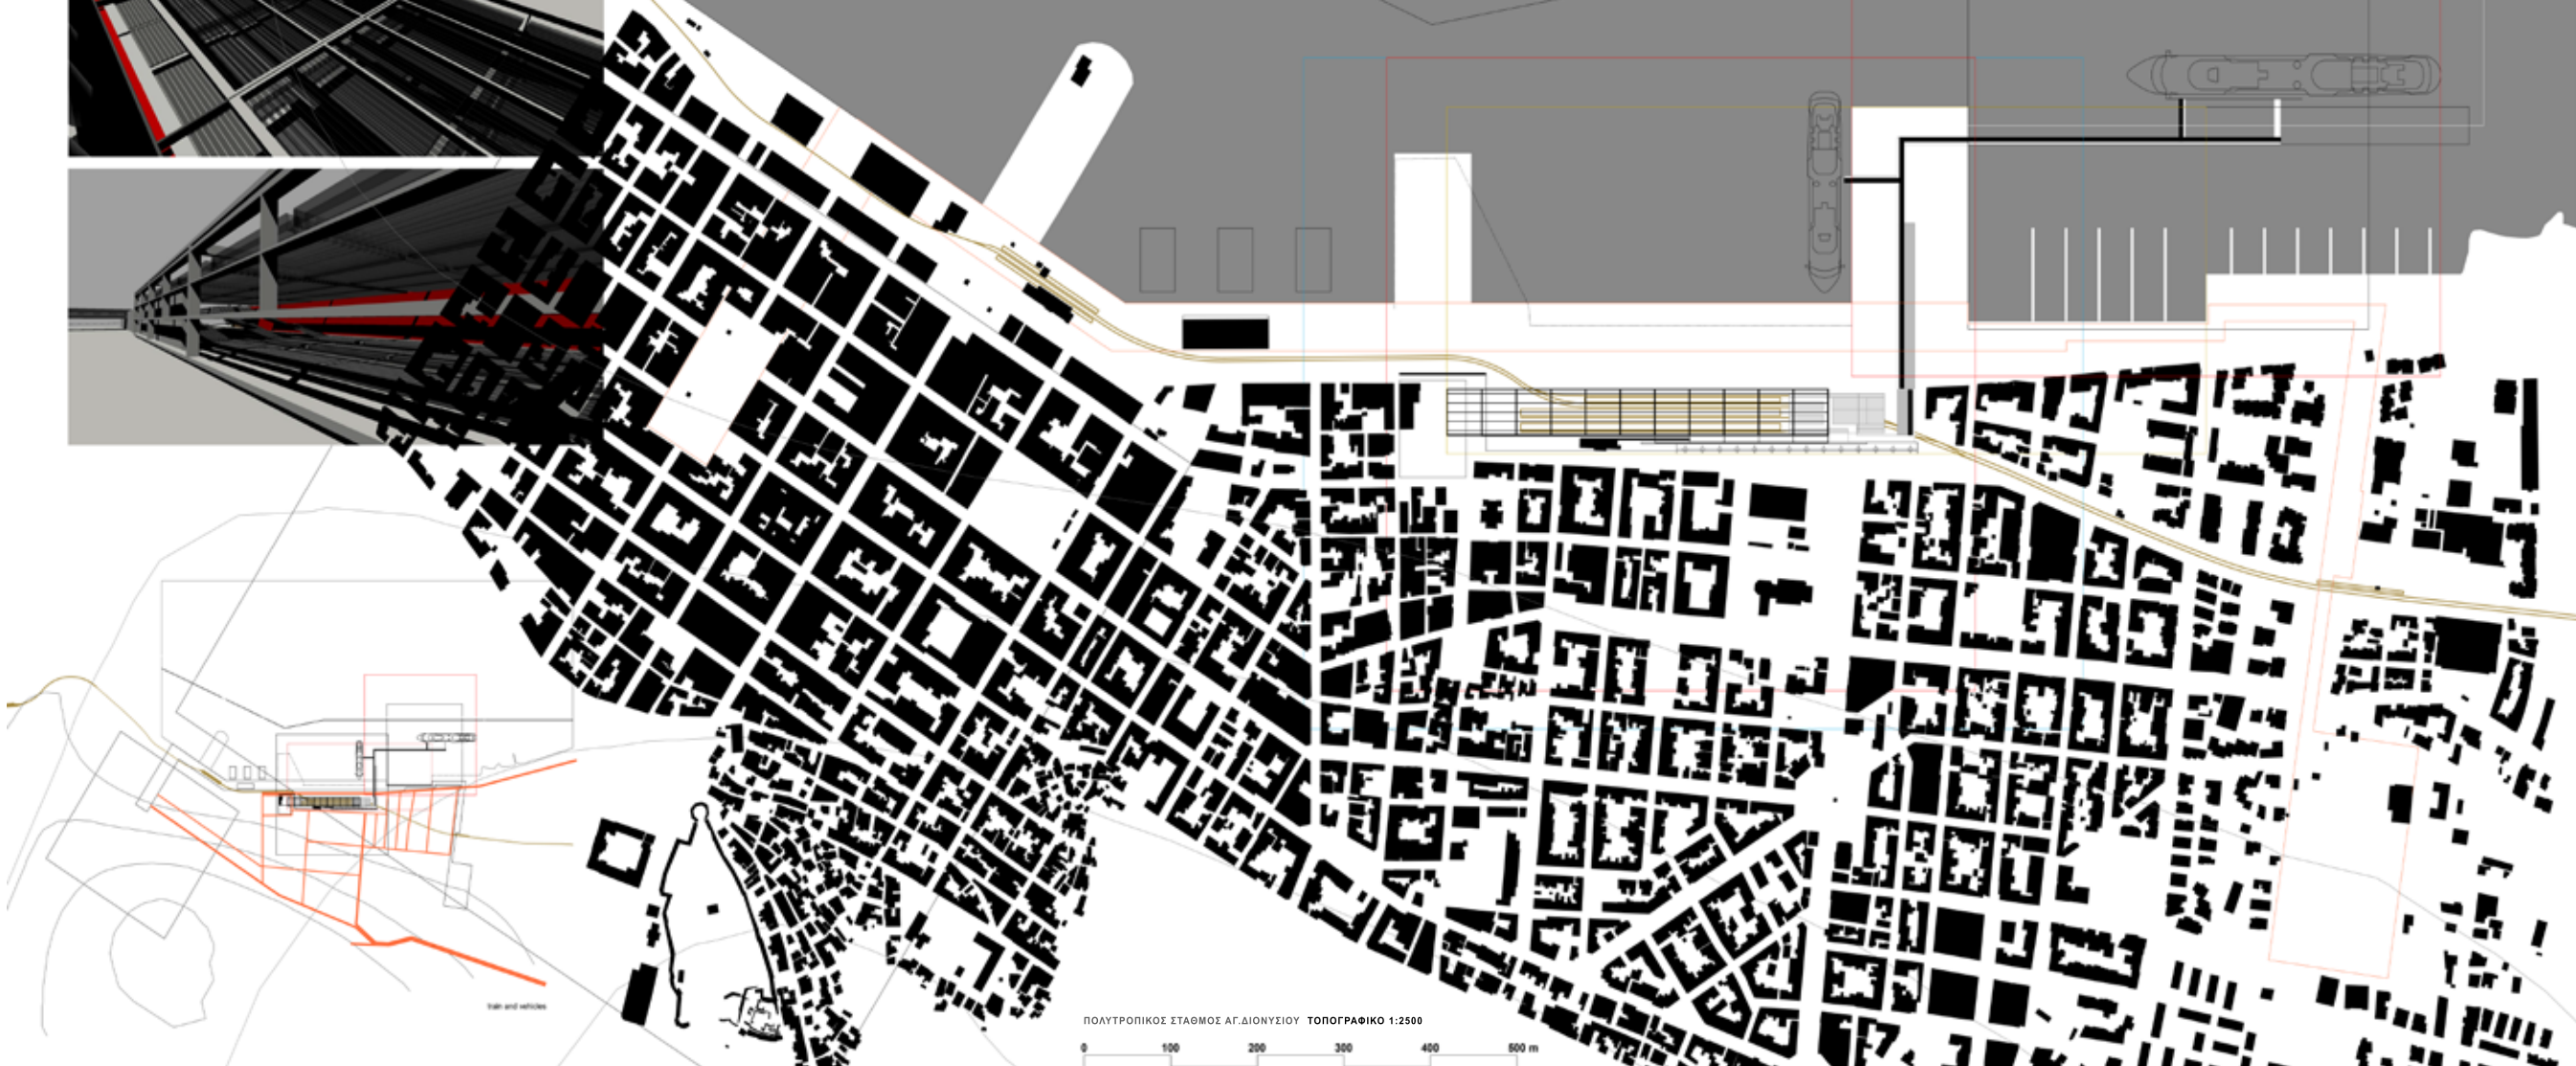 train and vehicles
ΠΟΛΥΤΡΟΠΙΚΟΣ ΣΤΑΘΜΟΣ ΑΓ.ΔΙΟΝΥΣΙΟΥ ΤΟΠΟΓΡΑΦΙΚΟ 1:2500
0 100 200 300 400 500 m